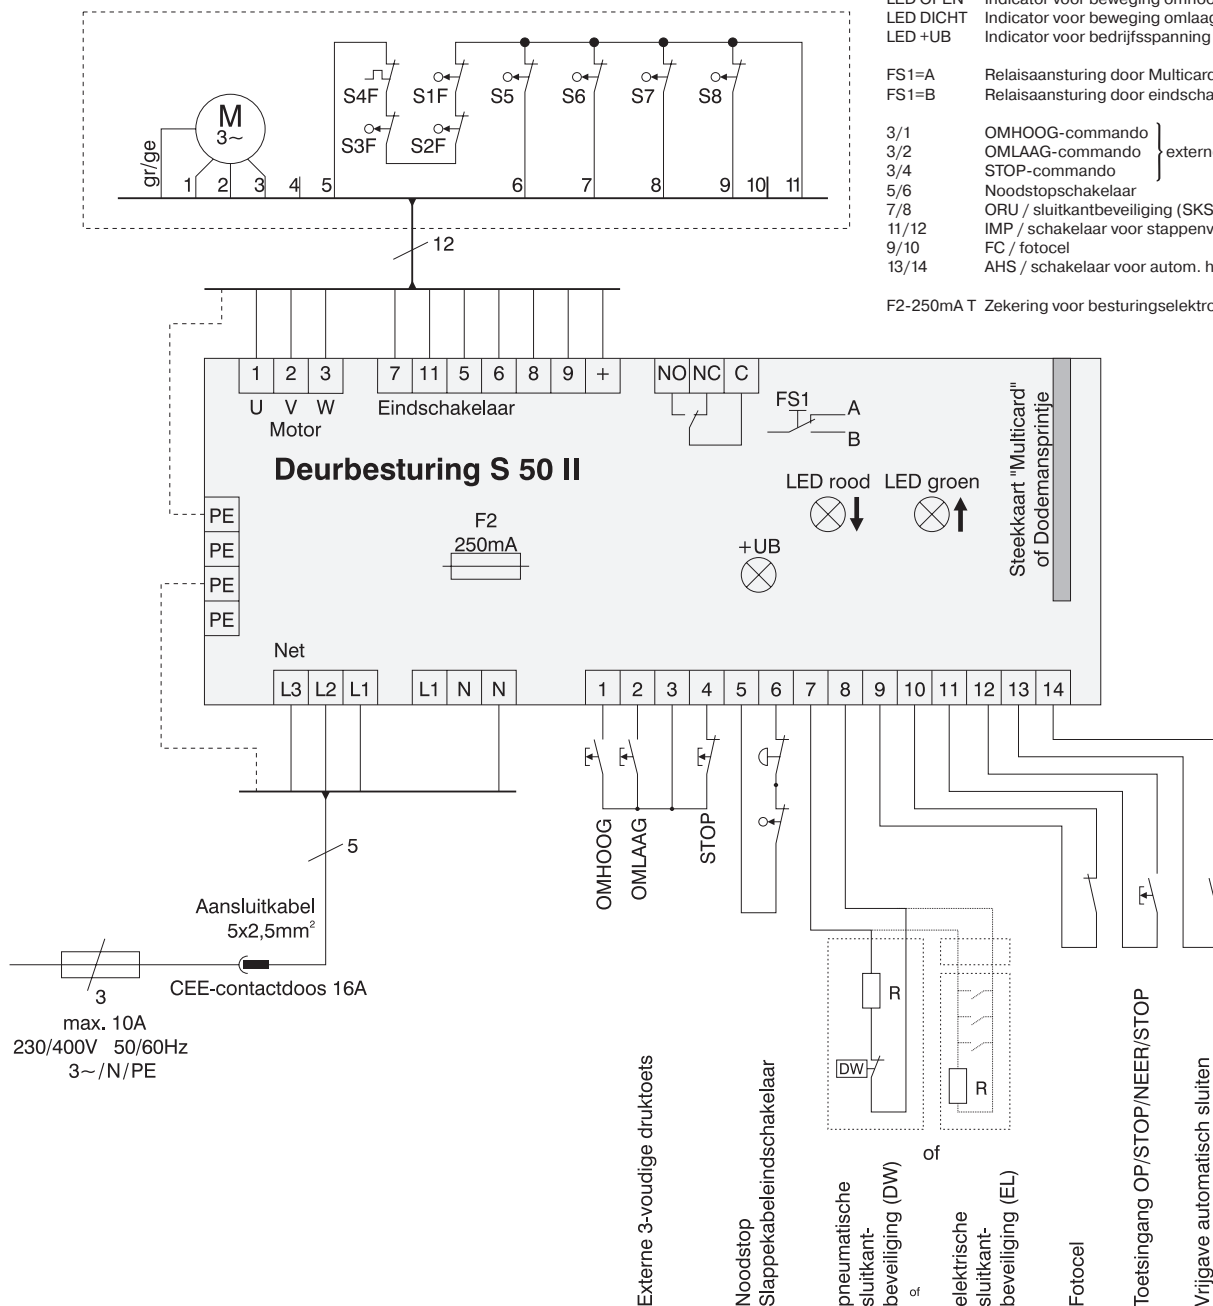 LED DICHT Indicator voor beweging omlaag
LED +UB Indicator voor bedrijfsspanning
FS1=A Relaisaansturing door Multicard
FS1=B Relaisaansturing door
3/1 OMHOOG-commando
3/2 OMLAAG-commando
3/4 STOP-commando
5/6 Noodstopschakelaar
7/8 ORU / sluitkantbeveiliging (SKS
11/12 IMP / schakelaar voor
9/10 FC / fotocel
13/14 AHS / schakelaar voor autom.
F2-250mA T Zekering voor
S4F S1F S5 S6 S7 S8
S3F S2F
M
3~
gr/ge
1 2 3 4 5 6 7 8 9 10 11
12
1 2 3 7 11 5 6 8 9 + NO NC C
U V W Eindschakelaar
Motor
FS1
A
B
Deurbesturing S 50 II
LED rood LED groen
Steekkaart "Multicard"
of Dodemansprintje
F2
250mA
+UB
PE
PE
PE
PE
Net
L3 L2 L1 L1 N N 1 2 3 4 5 6 7 8 9 10 11 12 13 14
5
OMHOOG
OMLAAG
STOP
Aansluitkabel
5x2,5mm²
CEE-contactdoos 16A
3
max. 10A
230/400V 50/60Hz
3~/N/PE
R
DW
R
of
Externe 3-voudige druktoets
Noodstop
Slappekabeleindschakelaar
pneumatische
sluitkant-
beveiliging (DW)
of
elektrische
sluitkant-
beveiliging (EL)
Fotocel
Toetsingang OP/STOP/NEER/STOP
Vrijgave automatisch sluiten